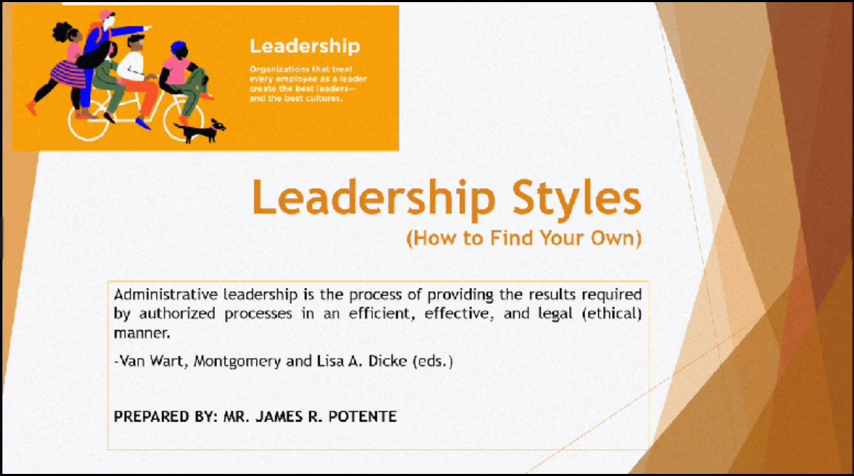 Leadership
Organizations that treat
every employee as a leader
create the best leaders—
and the best cultures.
Leadership Styles
(How to Find Your Own)
Administrative leadership is the process of providing the results required
by authorized processes in an efficient, effective, and legal (ethical)
manner.
-Van Wart, Montgomery and Lisa A. Dicke (eds.)
PREPARED BY: MR. JAMES R. POTENTE